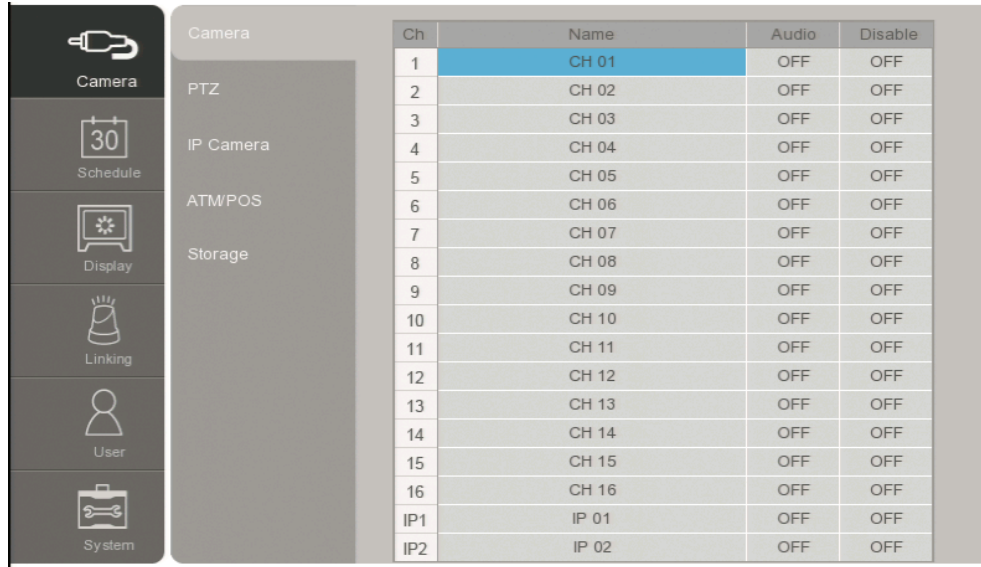 Camera
30
Schedule
Display
Linking
User
System
Camera
PTZ
IP Camera
ATM/POS
Storage
Ch Name Audio Disable
1 CH 01 OFF OFF
2 CH 02 OFF OFF
3 CH 03 OFF OFF
4 CH 04 OFF OFF
5 CH 05 OFF OFF
6 CH 06 OFF OFF
7 CH 07 OFF OFF
8 CH 08 OFF OFF
9 CH 09 OFF OFF
10 CH 10 OFF OFF
11 CH 11 OFF OFF
12 CH 12 OFF OFF
13 CH 13 OFF OFF
14 CH 14 OFF OFF
15 CH 15 OFF OFF
16 CH 16 OFF OFF
IP1 IP 01 OFF OFF
IP2 IP 02 OFF OFF